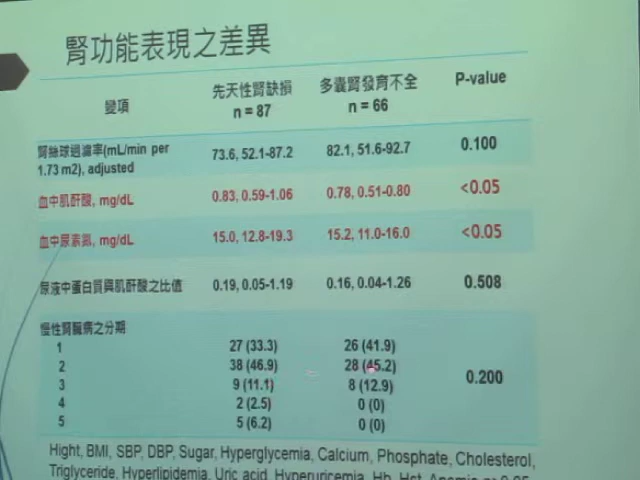 腎功能表現之差異
變項 先天性腎缺損 n = 87 多囊腎發育不全 n = 66 P-value
腎絲球過濾率(mL/min per 1.73 m2), adjusted 73.6, 52.1-87.2 82.1, 51.6-92.7 0.100
血中肌酐酸, mg/dL 0.83, 0.59-1.06 0.78, 0.51-0.80 <0.05
血中尿素氮, mg/dL 15.0, 12.8-19.3 15.2, 11.0-16.0 <0.05
尿液中蛋白質與肌酐酸之比值 0.19, 0.05-1.19 0.16, 0.04-1.26 0.508
慢性腎臟病之分期 0.200
1 27 (33.3) 26 (41.9)
2 38 (46.9) 28 (45.2)
3 9 (11.1) 8 (12.9)
4 2 (2.5) 0 (0)
5 5 (6.2) 0 (0)
Hight, BMI, SBP, DBP, Sugar, Hyperglycemia, Calcium, Phosphate, Cholesterol,
Triglyceride, Hyperlipidemia, Uric acid, Hyperuricemia, Hb, Hct, Anemia